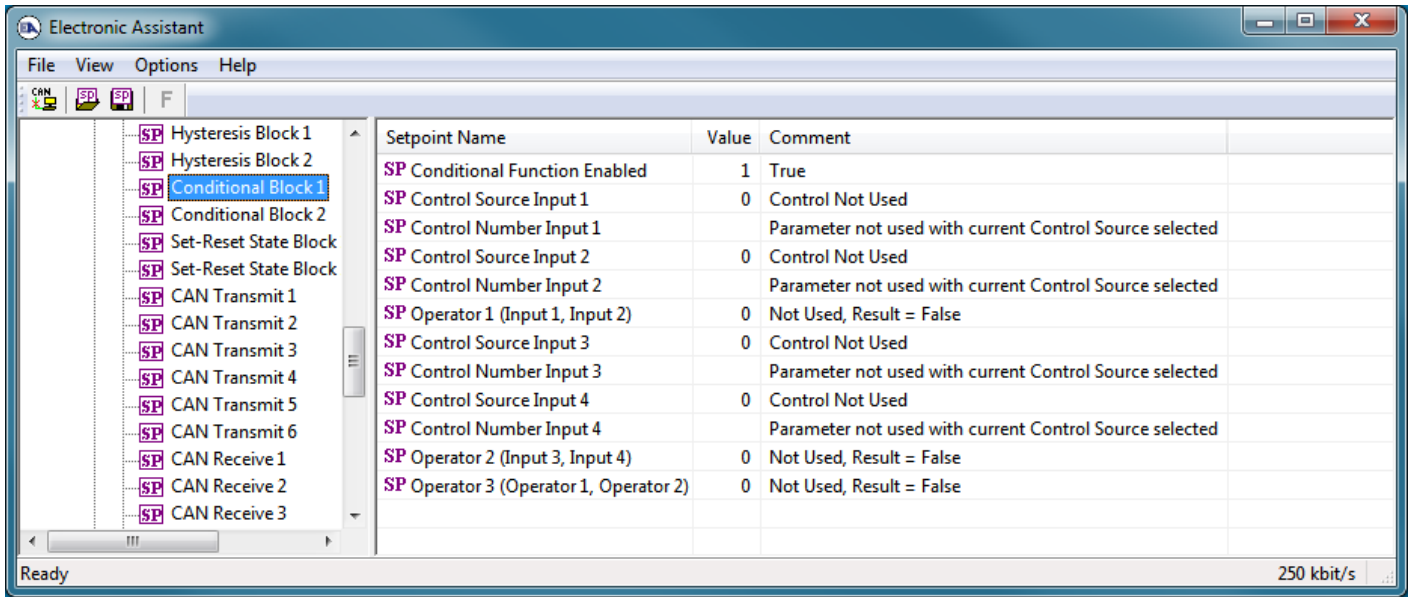 Electronic Assistant
File View Options Help
CAN SP SP F
SP Hysteresis Block 1
SP Hysteresis Block 2
SP Conditional Block 1
SP Conditional Block 2
SP Set-Reset State Block
SP Set-Reset State Block
SP CAN Transmit 1
SP CAN Transmit 2
SP CAN Transmit 3
SP CAN Transmit 4
SP CAN Transmit 5
SP CAN Transmit 6
SP CAN Receive 1
SP CAN Receive 2
SP CAN Receive 3
Setpoint Name Value Comment
SP Conditional Function Enabled 1 True
SP Control Source Input 1 0 Control Not Used
SP Control Number Input 1 Parameter not used with current Control Source selected
SP Control Source Input 2 0 Control Not Used
SP Control Number Input 2 Parameter not used with current Control Source selected
SP Operator 1 (Input 1, Input 2) 0 Not Used, Result = False
SP Control Source Input 3 0 Control Not Used
SP Control Number Input 3 Parameter not used with current Control Source selected
SP Control Source Input 4 0 Control Not Used
SP Control Number Input 4 Parameter not used with current Control Source selected
SP Operator 2 (Input 3, Input 4) 0 Not Used, Result = False
SP Operator 3 (Operator 1, Operator 2) 0 Not Used, Result = False
Ready 250 kbit/s